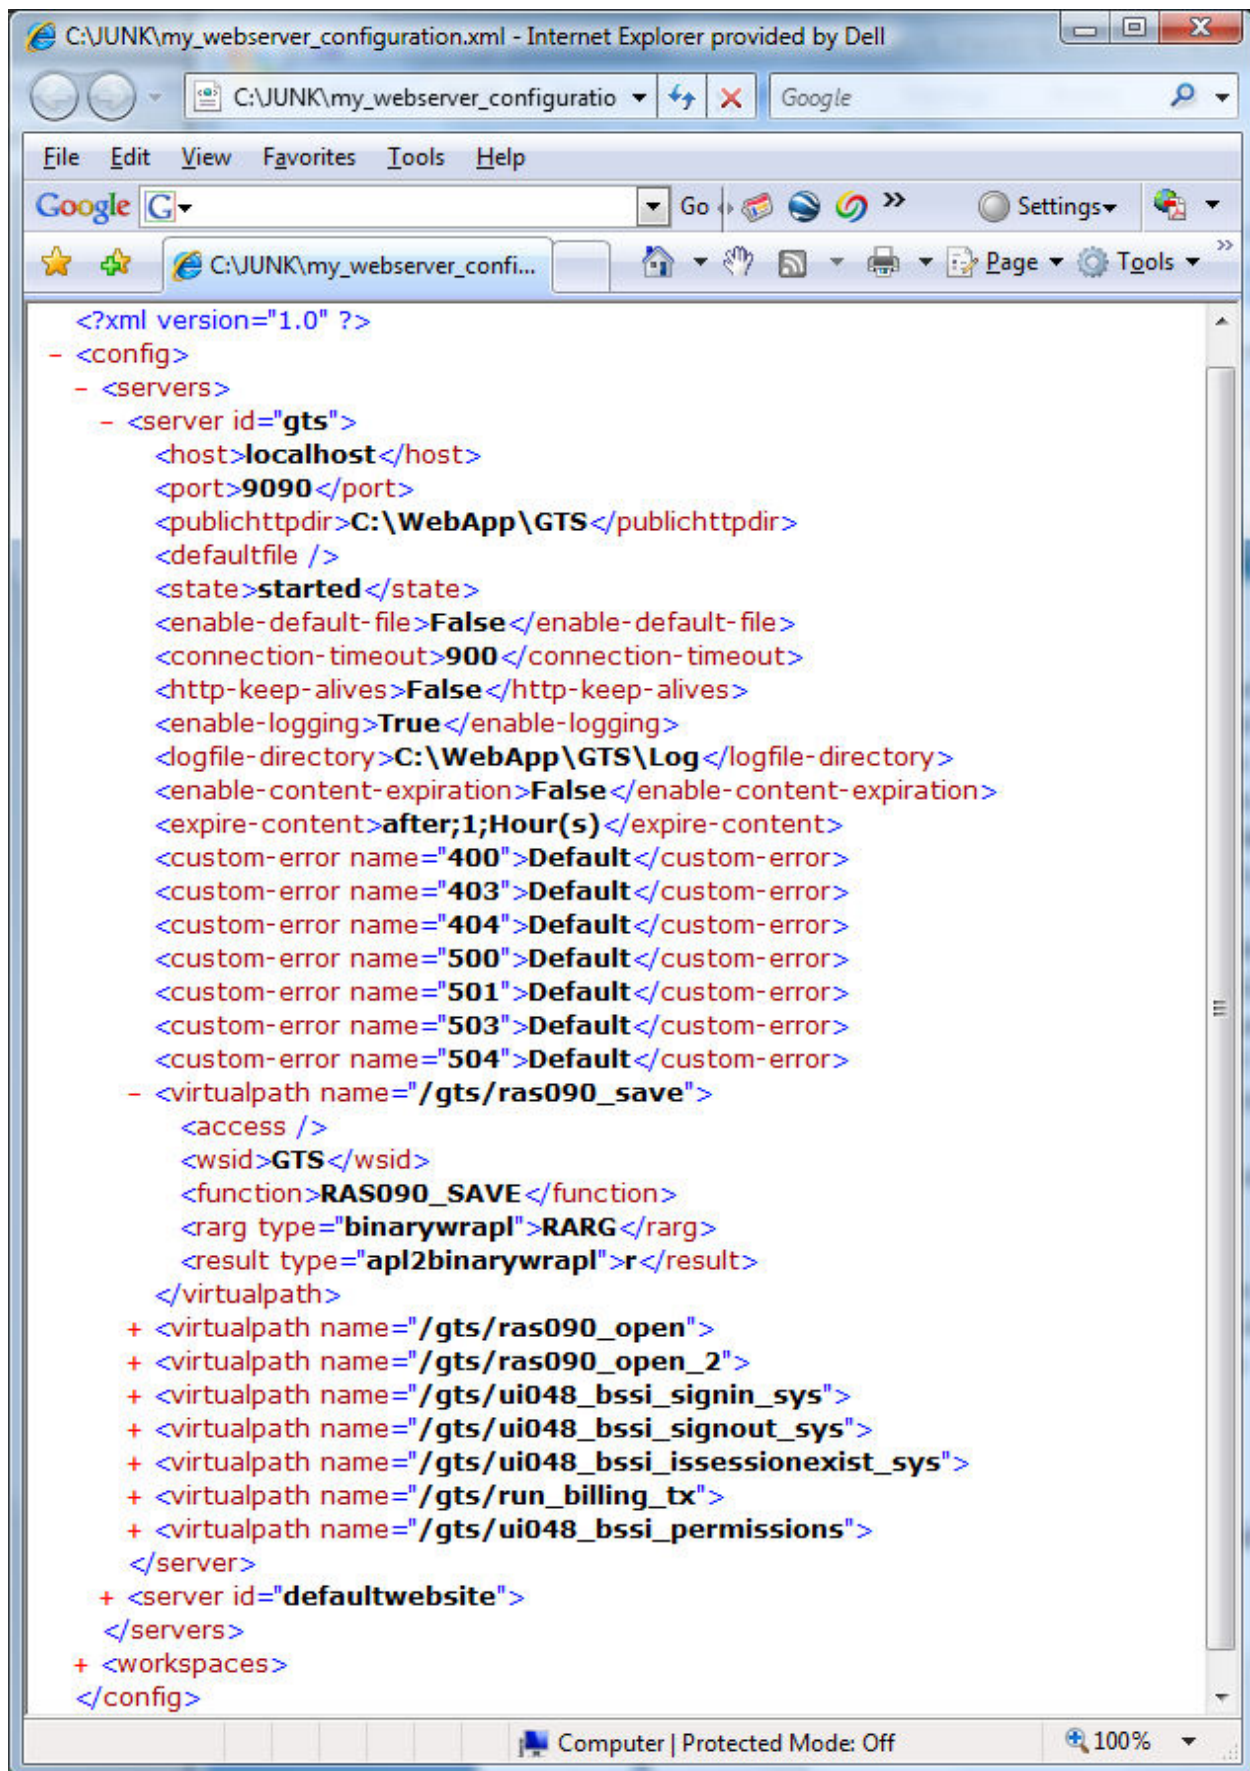 C:\JUNK\my_webserver_configuration.xml - Internet Explorer provided by Dell
C:\JUNK\my_webserver_configuratio
Google
File Edit View Favorites Tools Help
Google G Go » Settings
C:\JUNK\my_webserver_confi... Page Tools »
<?xml version="1.0" ?>
- <config>
- <servers>
- <server id="gts">
<host>localhost</host>
<port>9090</port>
<publichttpdir>C:\WebApp\GTS</publichttpdir>
<defaultfile />
<state>started</state>
<enable-default-file>False</enable-default-file>
<connection-timeout>900</connection-timeout>
<http-keep-alives>False</http-keep-alives>
<enable-logging>True</enable-logging>
<logfile-directory>C:\WebApp\GTS\Log</logfile-directory>
<enable-content-expiration>False</enable-content-expiration>
<expire-content>after;1;Hour(s)</expire-content>
<custom-error name="400">Default</custom-error>
<custom-error name="403">Default</custom-error>
<custom-error name="404">Default</custom-error>
<custom-error name="500">Default</custom-error>
<custom-error name="501">Default</custom-error>
<custom-error name="503">Default</custom-error>
<custom-error name="504">Default</custom-error>
- <virtualpath name="/gts/ras090_save">
<access />
<wsid>GTS</wsid>
<function>RAS090_SAVE</function>
<rarg type="binarywrapl">RARG</rarg>
<result type="apl2binarywrapl">r</result>
</virtualpath>
+ <virtualpath name="/gts/ras090_open">
+ <virtualpath name="/gts/ras090_open_2">
+ <virtualpath name="/gts/ui048_bssi_signin_sys">
+ <virtualpath name="/gts/ui048_bssi_signout_sys">
+ <virtualpath name="/gts/ui048_bssi_issessionexist_sys">
+ <virtualpath name="/gts/run_billing_tx">
+ <virtualpath name="/gts/ui048_bssi_permissions">
</server>
+ <server id="defaultwebsite">
</servers>
+ <workspaces>
</config>
Computer | Protected Mode: Off 100%